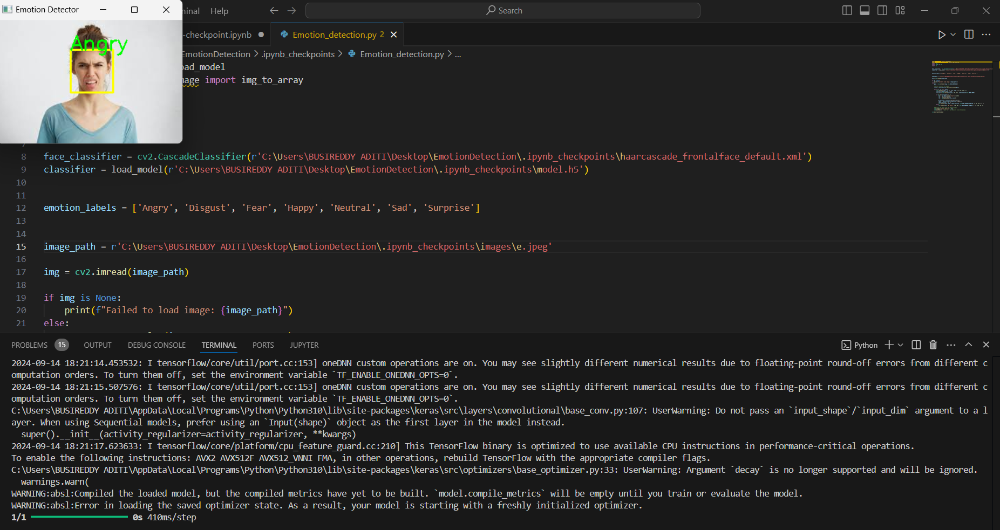 Emotion Detector
minal Help
Search
Angry
-checkpoint.ipynb
Emotion_detection.py 2
EmotionDetection > .ipynb_checkpoints > Emotion_detection.py > ...
oad_model
mage import img_to_array
7
8 face_classifier = cv2.CascadeClassifier(r'C:\Users\BUSIREDDY ADITI\Desktop\EmotionDetection\.ipynb_checkpoints\haarcascade_frontalface_default.xml')
9 classifier = load_model(r'C:\Users\BUSIREDDY ADITI\Desktop\EmotionDetection\.ipynb_checkpoints\model.h5')
10
11
12 emotion_labels = ['Angry', 'Disgust', 'Fear', 'Happy', 'Neutral', 'Sad', 'Surprise']
13
14
15 image_path = r'C:\Users\BUSIREDDY ADITI\Desktop\EmotionDetection\.ipynb_checkpoints\images\e.jpeg'
16
17 img = cv2.imread(image_path)
18
19 if img is None:
20 print(f"Failed to load image: {image_path}")
21 else:
PROBLEMS 15 OUTPUT DEBUG CONSOLE TERMINAL PORTS JUPYTER
Python
2024-09-14 18:21:14.453532: I tensorflow/core/util/port.cc:153] oneDNN custom operations are on. You may see slightly different numerical results due to floating-point round-off errors from different c
omputation orders. To turn them off, set the environment variable `TF_ENABLE_ONEDNN_OPTS=0`.
2024-09-14 18:21:15.507576: I tensorflow/core/util/port.cc:153] oneDNN custom operations are on. You may see slightly different numerical results due to floating-point round-off errors from different c
omputation orders. To turn them off, set the environment variable `TF_ENABLE_ONEDNN_OPTS=0`.
C:\Users\BUSIREDDY ADITI\AppData\Local\Programs\Python\Python310\lib\site-packages\keras\src\layers\convolutional\base_conv.py:107: UserWarning: Do not pass an `input_shape`/`input_dim` argument to a l
ayer. When using Sequential models, prefer using an `Input(shape)` object as the first layer in the model instead.
super().__init__(activity_regularizer=activity_regularizer, **kwargs)
2024-09-14 18:21:17.623633: I tensorflow/core/platform/cpu_feature_guard.cc:210] This TensorFlow binary is optimized to use available CPU instructions in performance-critical operations.
To enable the following instructions: AVX2 AVX512F AVX512_VNNI FMA, in other operations, rebuild TensorFlow with the appropriate compiler flags.
C:\Users\BUSIREDDY ADITI\AppData\Local\Programs\Python\Python310\lib\site-packages\keras\src\optimizers\base_optimizer.py:33: UserWarning: Argument `decay` is no longer supported and will be ignored.
warnings.warn(
WARNING:absl:Compiled the loaded model, but the compiled metrics have yet to be built. `model.compile_metrics` will be empty until you train or evaluate the model.
WARNING:absl:Error in loading the saved optimizer state. As a result, your model is starting with a freshly initialized optimizer.
1/1 0s 410ms/step